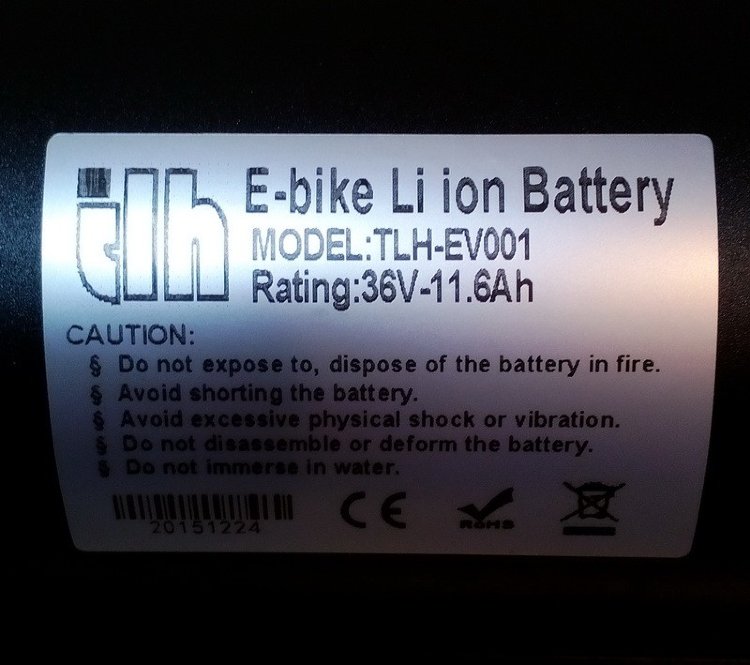 tlh
E-bike Li ion Battery
MODEL:TLH-EV001
Rating:36V-11.6Ah
CAUTION:
§ Do not expose to, dispose of the battery in fire.
§ Avoid shorting the battery.
§ Avoid excessive physical shock or vibration.
§ Do not disassemble or deform the battery.
§ Do not immerse in water.
20151224
CE
RoHS